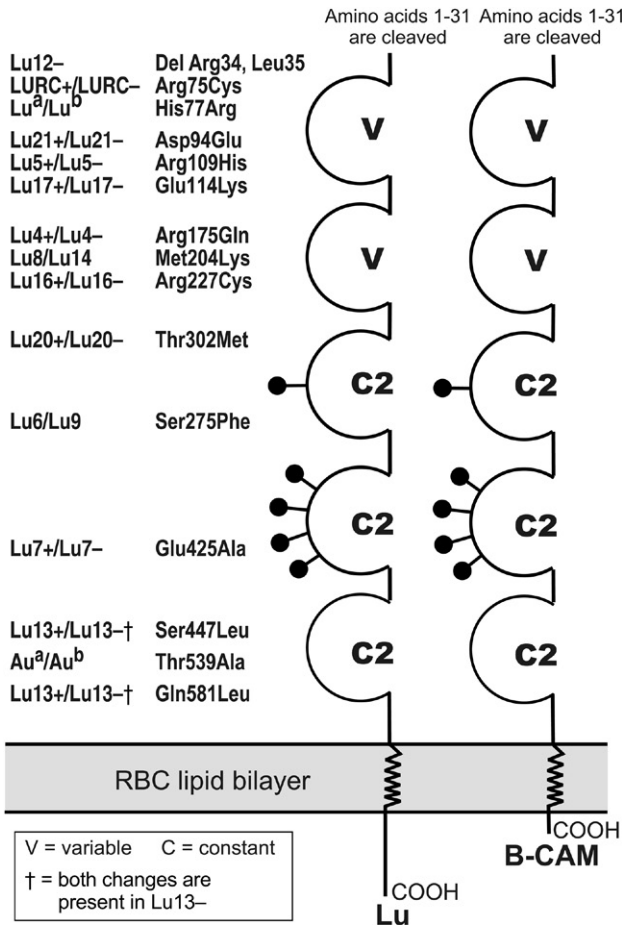 Amino acids 1-31 Amino acids 1-31
are cleaved are cleaved
Lu12– Del Arg34, Leu35
LURC+/LURC– Arg75Cys
Luᵃ/Luᵇ His77Arg
V V
Lu21+/Lu21– Asp94Glu
Lu5+/Lu5– Arg109His
Lu17+/Lu17– Glu114Lys
Lu4+/Lu4– Arg175Gln
Lu8/Lu14 Met204Lys
V V
Lu16+/Lu16– Arg227Cys
Lu20+/Lu20– Thr302Met
C2 C2
Lu6/Lu9 Ser275Phe
C2 C2
Lu7+/Lu7– Glu425Ala
Lu13+/Lu13–† Ser447Leu
Auᵃ/Auᵇ Thr539Ala
C2 C2
Lu13+/Lu13–† Gln581Leu
RBC lipid bilayer
COOH
B-CAM
V = variable C = constant
† = both changes are
present in Lu13–
COOH
Lu